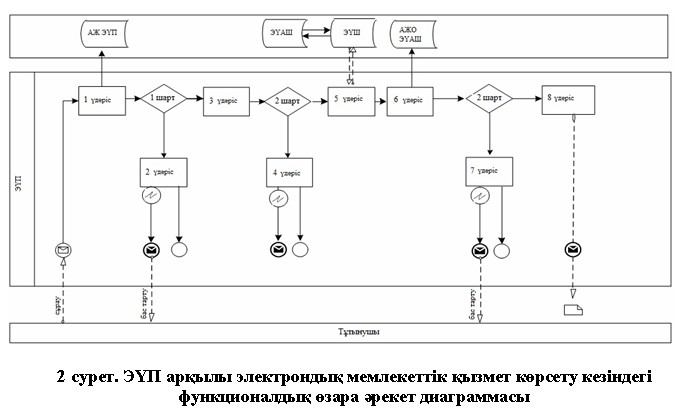 АЖ ЭҮП
ЭҮАШ
ЭҮШ
АЖО
ЭҮАШ
ЭҮП
1 үдеріс
1 шарт
3 үдеріс
2 шарт
5 үдеріс
6 үдеріс
2 шарт
8 үдеріс
2 үдеріс
4 үдеріс
7 үдеріс
сұрау
бас тарту
бас тарту
Тұтынушы
2 сурет. ЭҮП арқылы электрондық мемлекеттік қызмет көрсету кезіндегі
функционалдық өзара әрекет диаграммасы